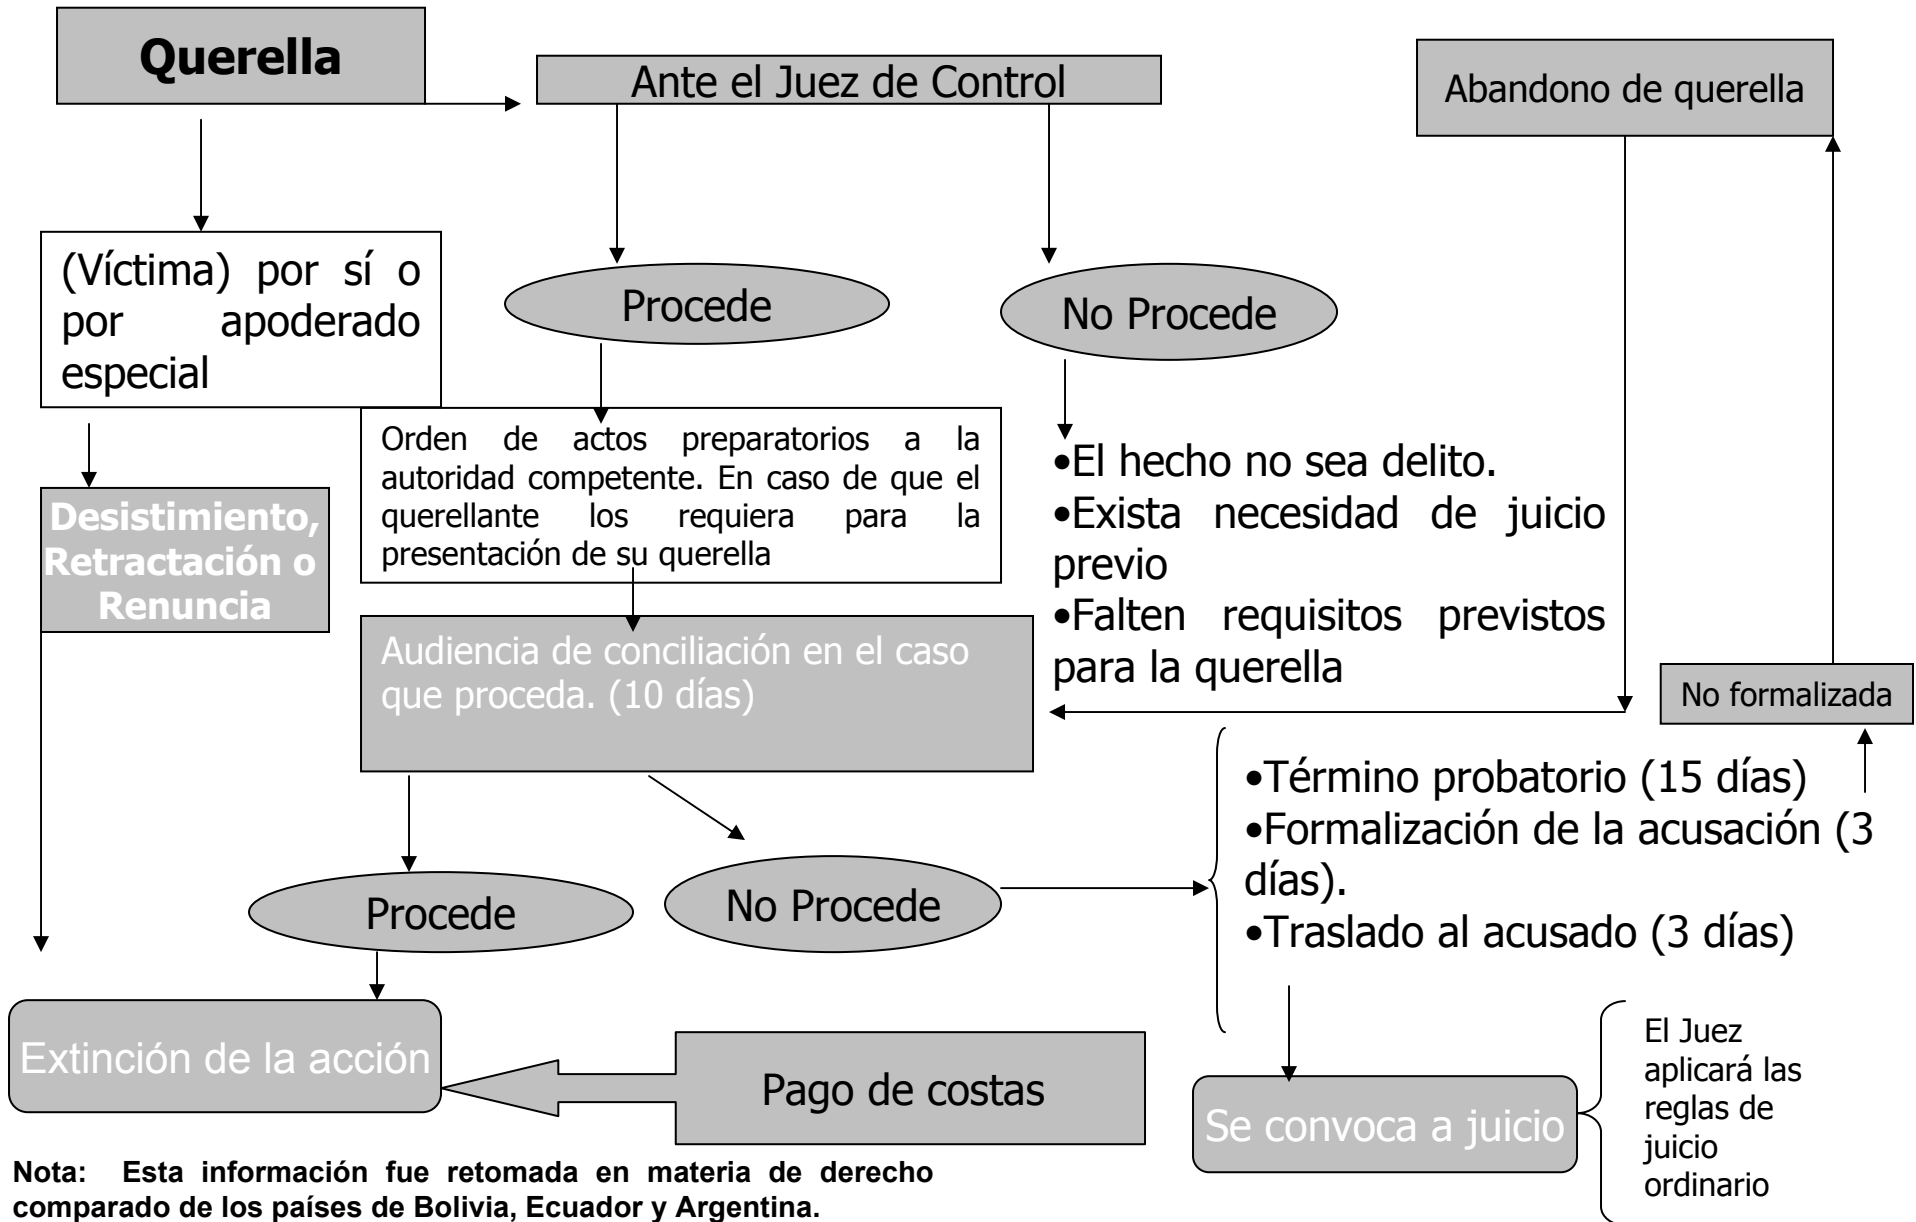 Querella
Ante el Juez de Control
Abandono de querella
(Víctima) por sí o
por apoderado
especial
Procede
No Procede
Orden de actos preparatorios a la
autoridad competente. En caso de que el
querellante los requiera para la
presentación de su querella
•El hecho no sea delito.
•Exista necesidad de juicio
previo
•Falten requisitos previstos
para la querella
Desistimiento,
Retractación o
Renuncia
Audiencia de conciliación en el caso
que proceda. (10 días)
No formalizada
•Término probatorio (15 días)
•Formalización de la acusación (3
días).
•Traslado al acusado (3 días)
Procede
No Procede
Extinción de la acción
Pago de costas
Se convoca a juicio
El Juez
aplicará las
reglas de
juicio
ordinario
Nota: Esta información fue retomada en materia de derecho
comparado de los países de Bolivia, Ecuador y Argentina.